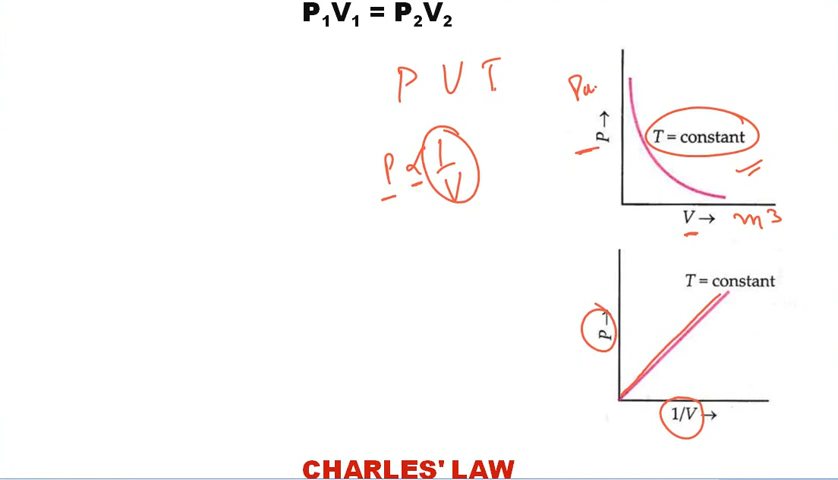 P₁V₁ = P₂V₂
P V T
P ∝ 1/V
Pa.
P →
T = constant
V → m3
T = constant
P →
1/V →
CHARLES' LAW